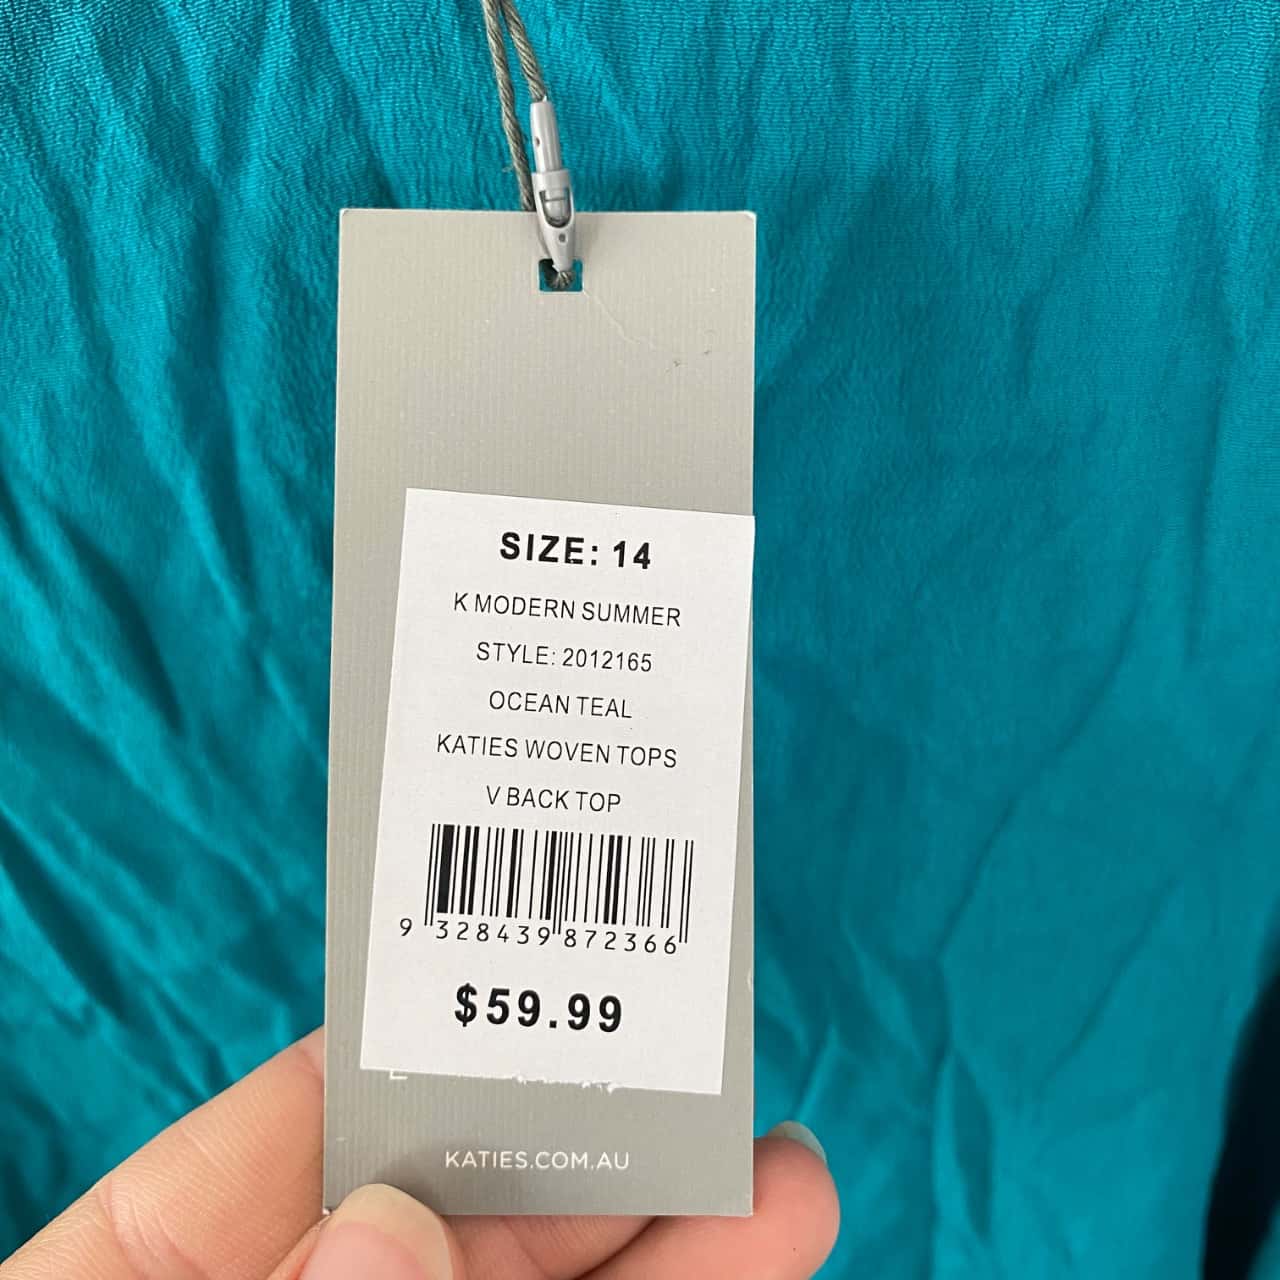 SIZE: 14
K MODERN SUMMER
STYLE: 2012165
OCEAN TEAL
KATIES WOVEN TOPS
V BACK TOP
9 328439 872366
$59.99
KATIES.COM.AU